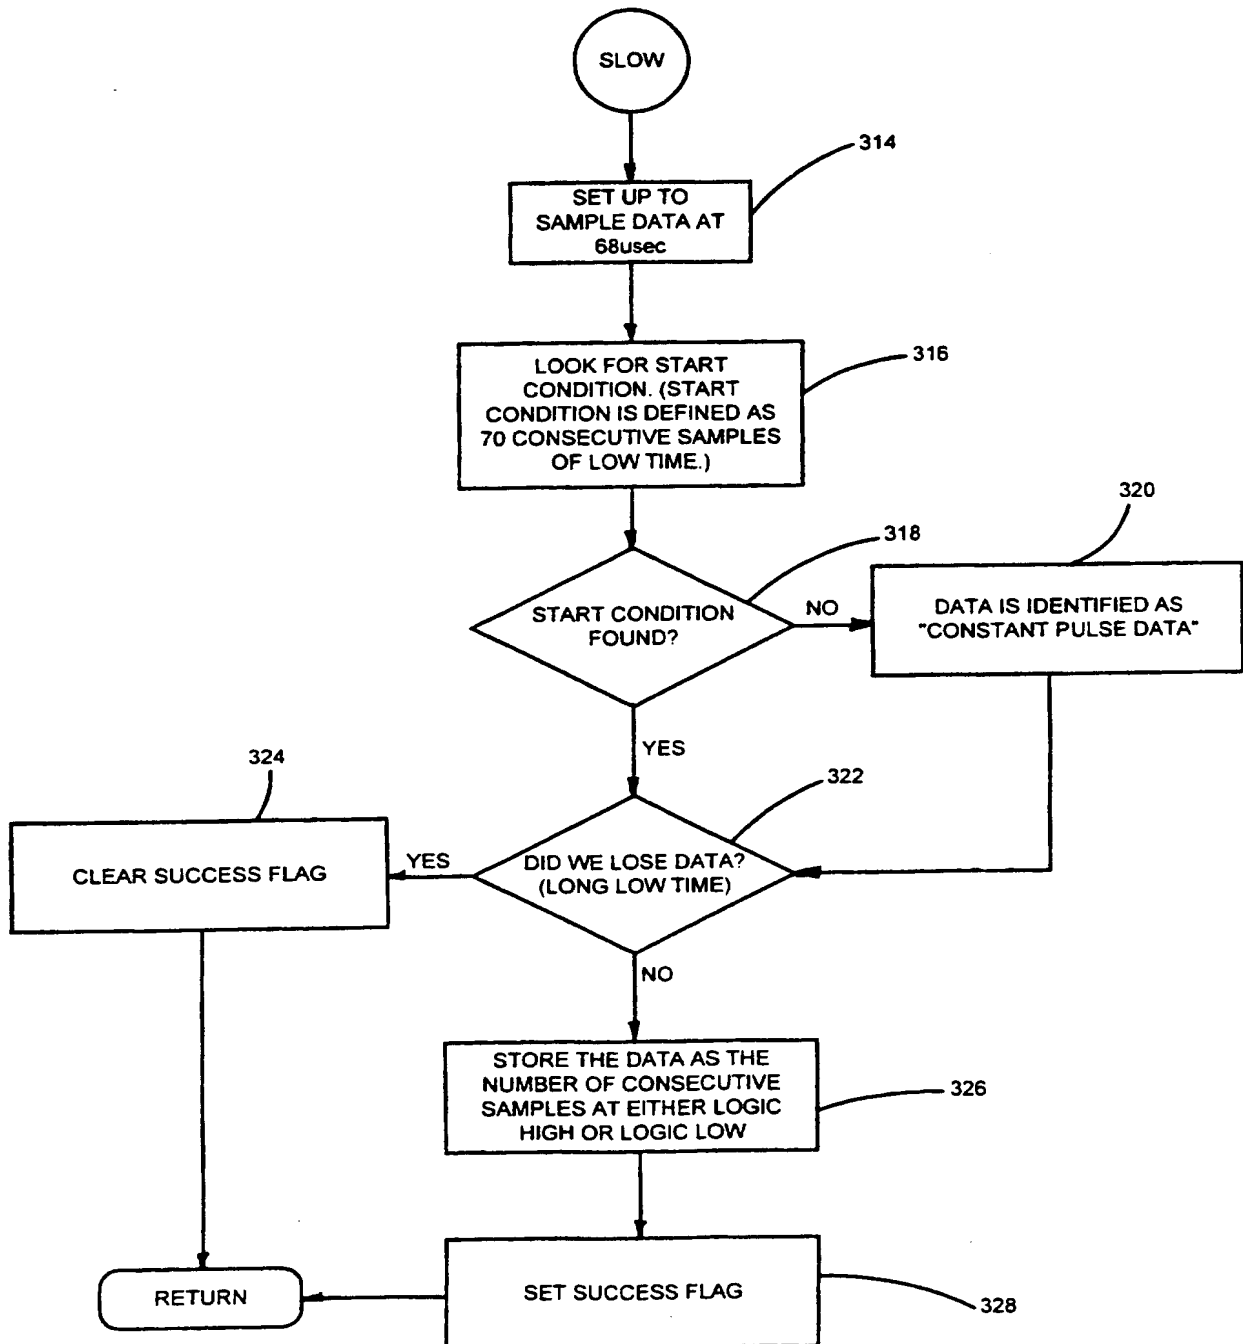 SLOW
314
SET UP TO
SAMPLE DATA AT
68usec
316
LOOK FOR START
CONDITION. (START
CONDITION IS DEFINED AS
70 CONSECUTIVE SAMPLES
OF LOW TIME.)
318
START CONDITION
FOUND?
NO
320
DATA IS IDENTIFIED AS
"CONSTANT PULSE DATA"
YES
322
DID WE LOSE DATA?
(LONG LOW TIME)
YES
324
CLEAR SUCCESS FLAG
NO
STORE THE DATA AS THE
NUMBER OF CONSECUTIVE
SAMPLES AT EITHER LOGIC
HIGH OR LOGIC LOW
326
SET SUCCESS FLAG
328
RETURN